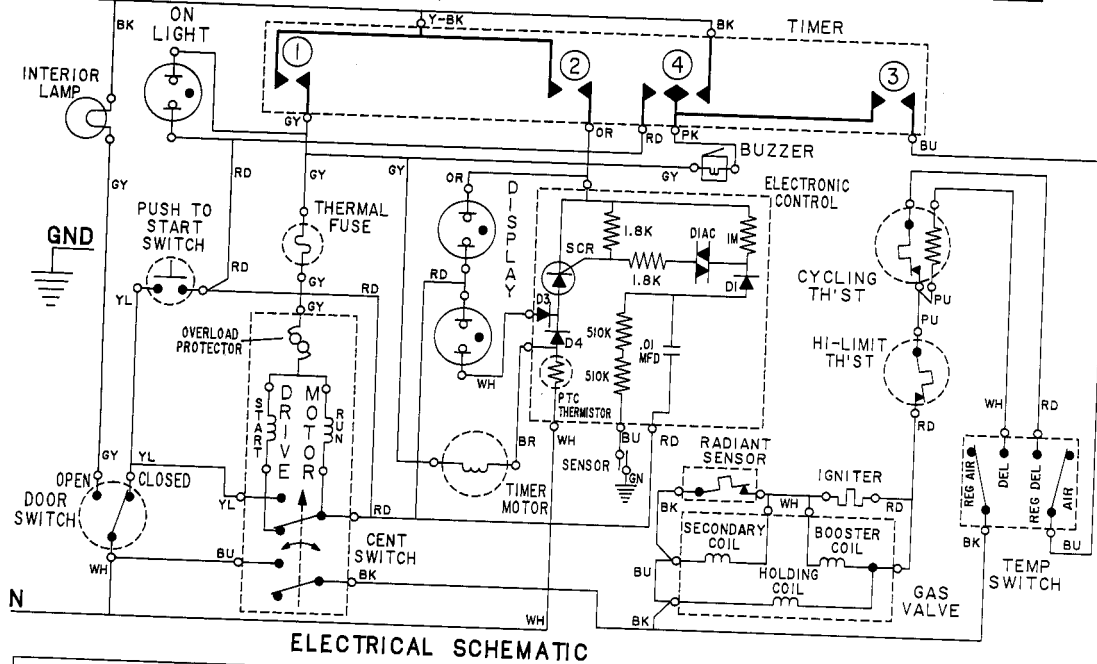 BK
ON
LIGHT
Y-BK
BK
TIMER
INTERIOR
LAMP
1
2
4
3
GY
OR
RD
PK
BU
BUZZER
GY
GY
RD
GY
GY
OR
DISPLAY
ELECTRONIC
CONTROL
PUSH TO
START
SWITCH
THERMAL
FUSE
GND
1.8K
DIAC
1M
SCR
1.8K
D1
CYCLING
TH'ST
RD
GY
RD
RD
YL
GY
PU
PU
OVERLOAD
PROTECTOR
D3
D4
510K
.01
MFD
510K
HI-LIMIT
TH'ST
WH
PTC
THERMISTOR
DRIVE
MOTOR
START
RUN
WH
RD
RD
BR
WH
BU
RD
RADIANT
SENSOR
SENSOR
GN
IGNITER
GY
YL
OPEN
CLOSED
DOOR
SWITCH
YL
TIMER
MOTOR
RD
BK
WH
RD
REG AIR
DEL
REG DEL
AIR
SECONDARY
COIL
BOOSTER
COIL
CENT
SWITCH
BU
WH
BK
BU
HOLDING
COIL
BK
BU
TEMP
SWITCH
GAS
VALVE
N
WH
BK
ELECTRICAL SCHEMATIC